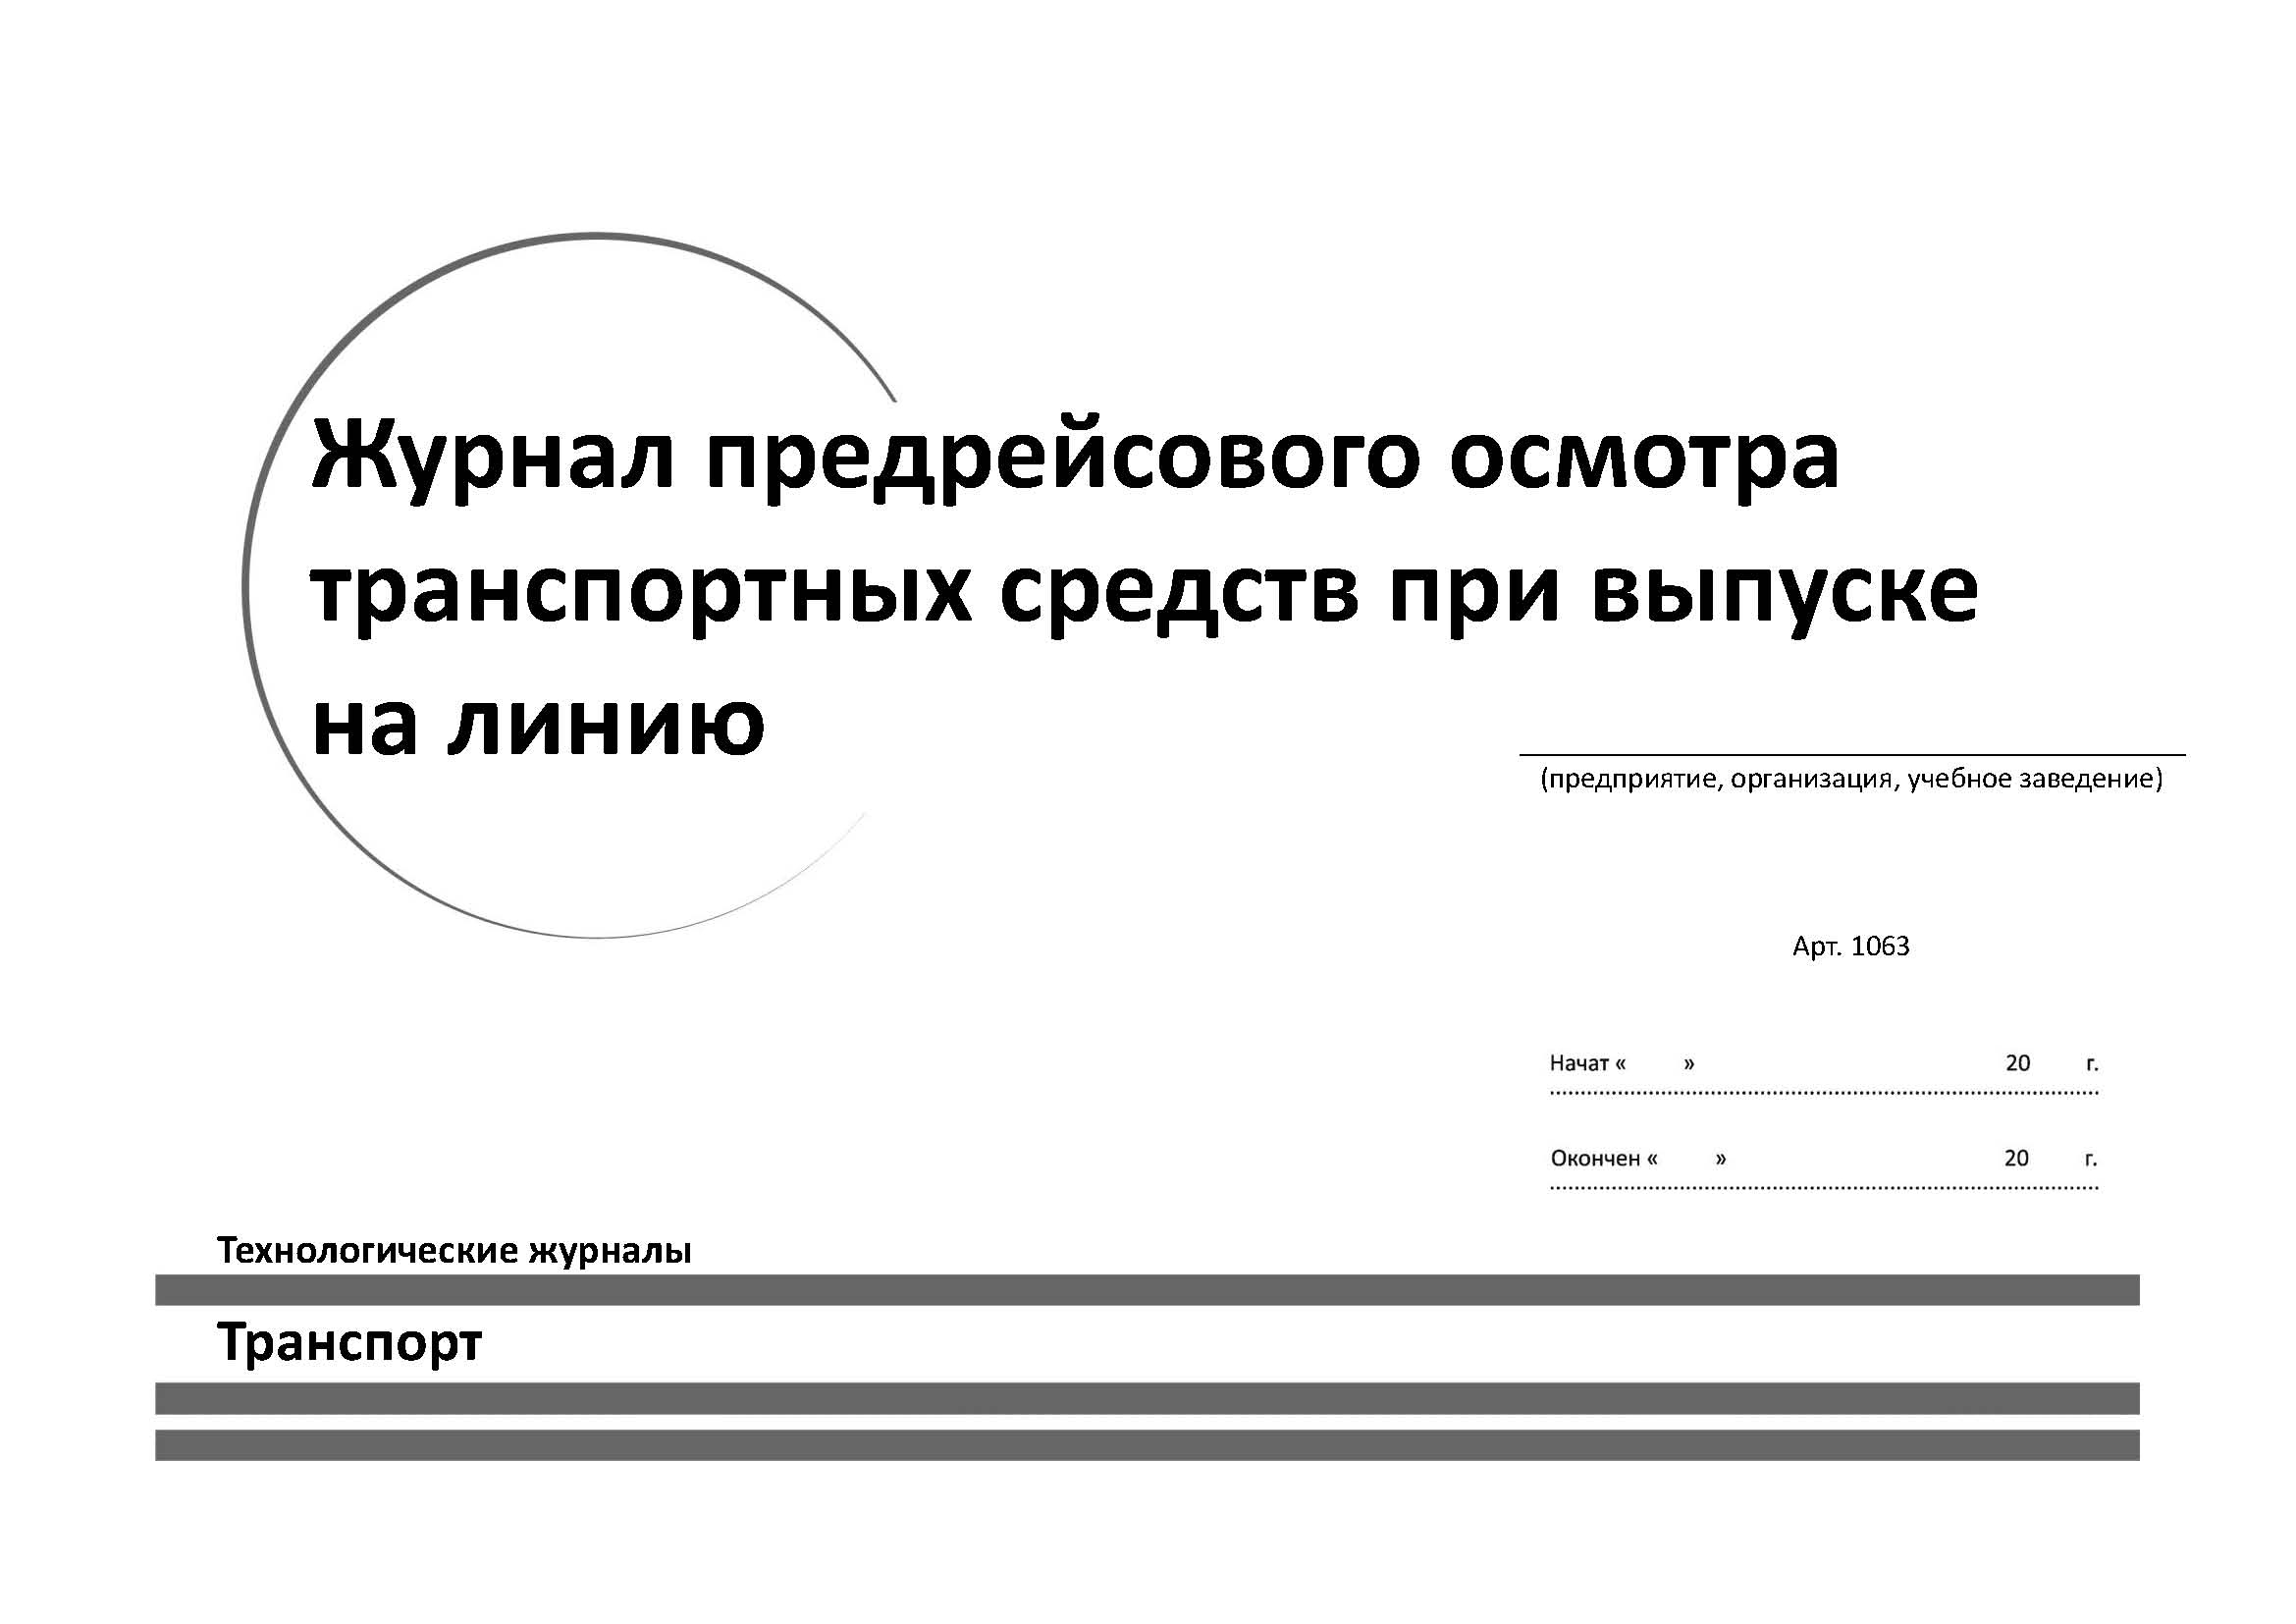 Журнал предрейсового осмотра
транспортных средств при выпуске
на линию
(предприятие, организация, учебное заведение)
Арт. 1063
Начат « » 20 г.
Окончен « » 20 г.
Технологические журналы
Транспорт